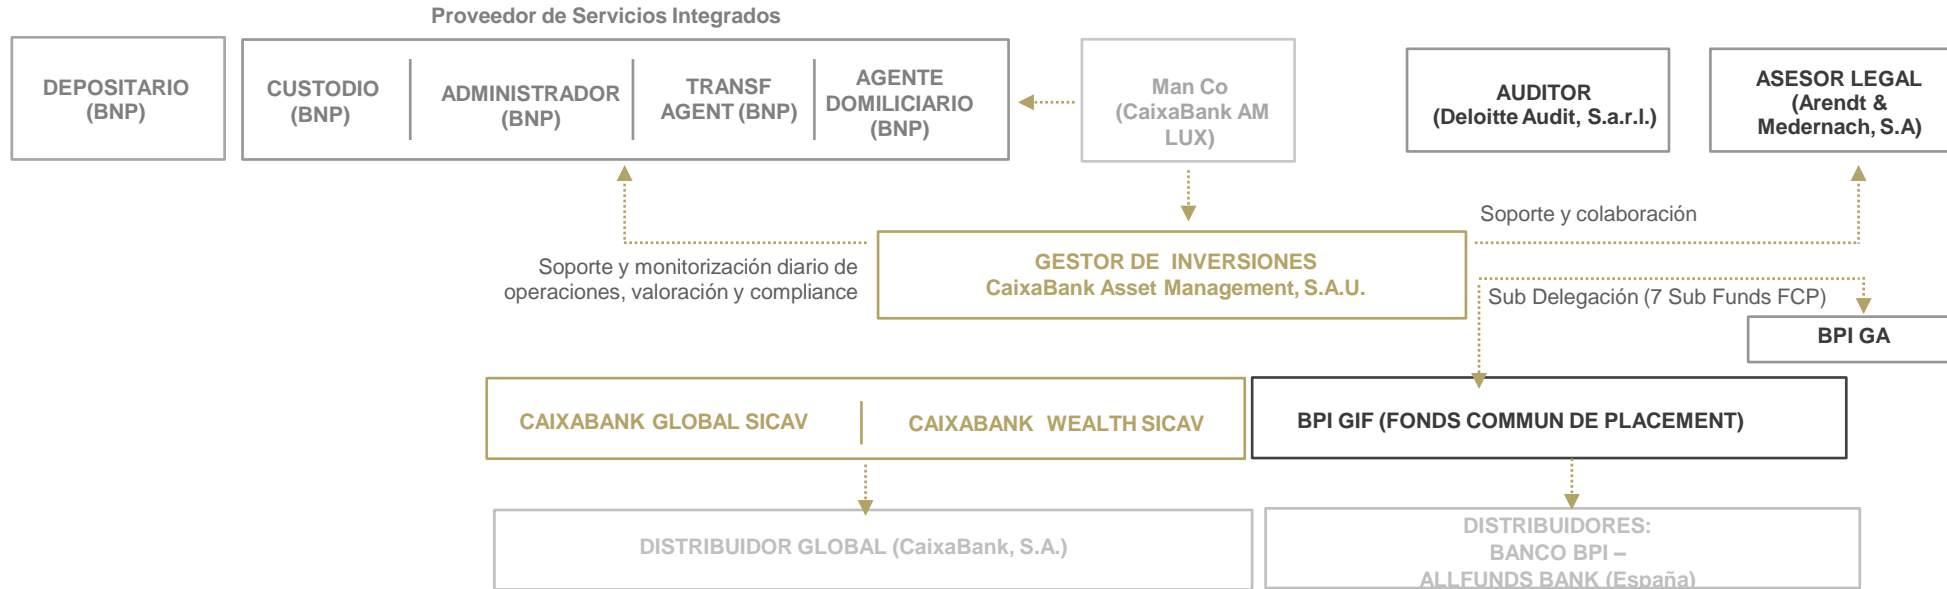 Proveedor de Servicios Integrados
DEPOSITARIO
(BNP)
CUSTODIO
(BNP)
ADMINISTRADOR
(BNP)
TRANSF
AGENT (BNP)
AGENTE
DOMILICIARIO
(BNP)
Man Co
(CaixaBank AM
LUX)
AUDITOR
(Deloitte Audit, S.a.r.l.)
ASESOR LEGAL
(Arendt &
Medernach, S.A)
Soporte y colaboración
Soporte y monitorización diario de
operaciones, valoración y compliance
GESTOR DE INVERSIONES
CaixaBank Asset Management, S.A.U.
Sub Delegación (7 Sub Funds FCP)
BPI GA
CAIXABANK GLOBAL SICAV
CAIXABANK WEALTH SICAV
BPI GIF (FONDS COMMUN DE PLACEMENT)
DISTRIBUIDOR GLOBAL (CaixaBank, S.A.)
DISTRIBUIDORES:
BANCO BPI –
ALLFUNDS BANK (España)